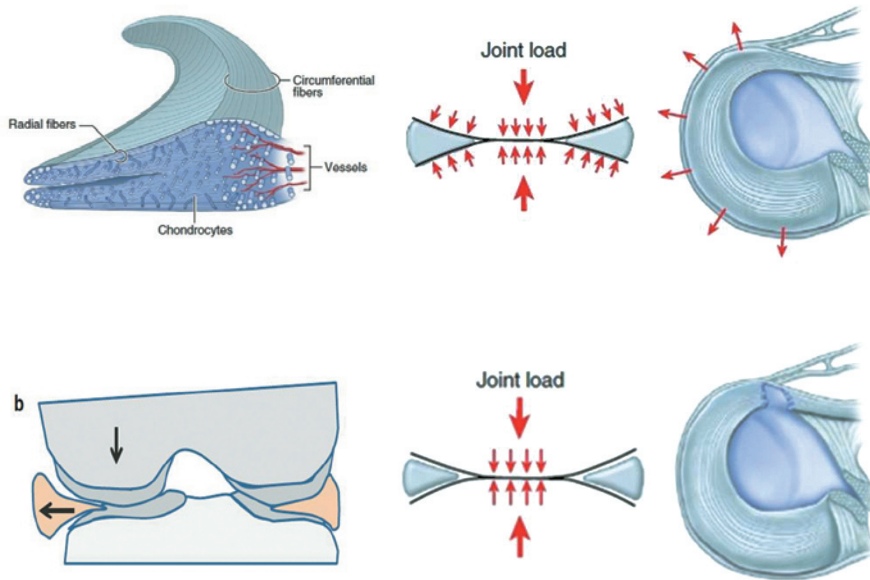 Circumferential
fibers
Radial fibers
Vessels
Chondrocytes
Joint load
b
Joint load